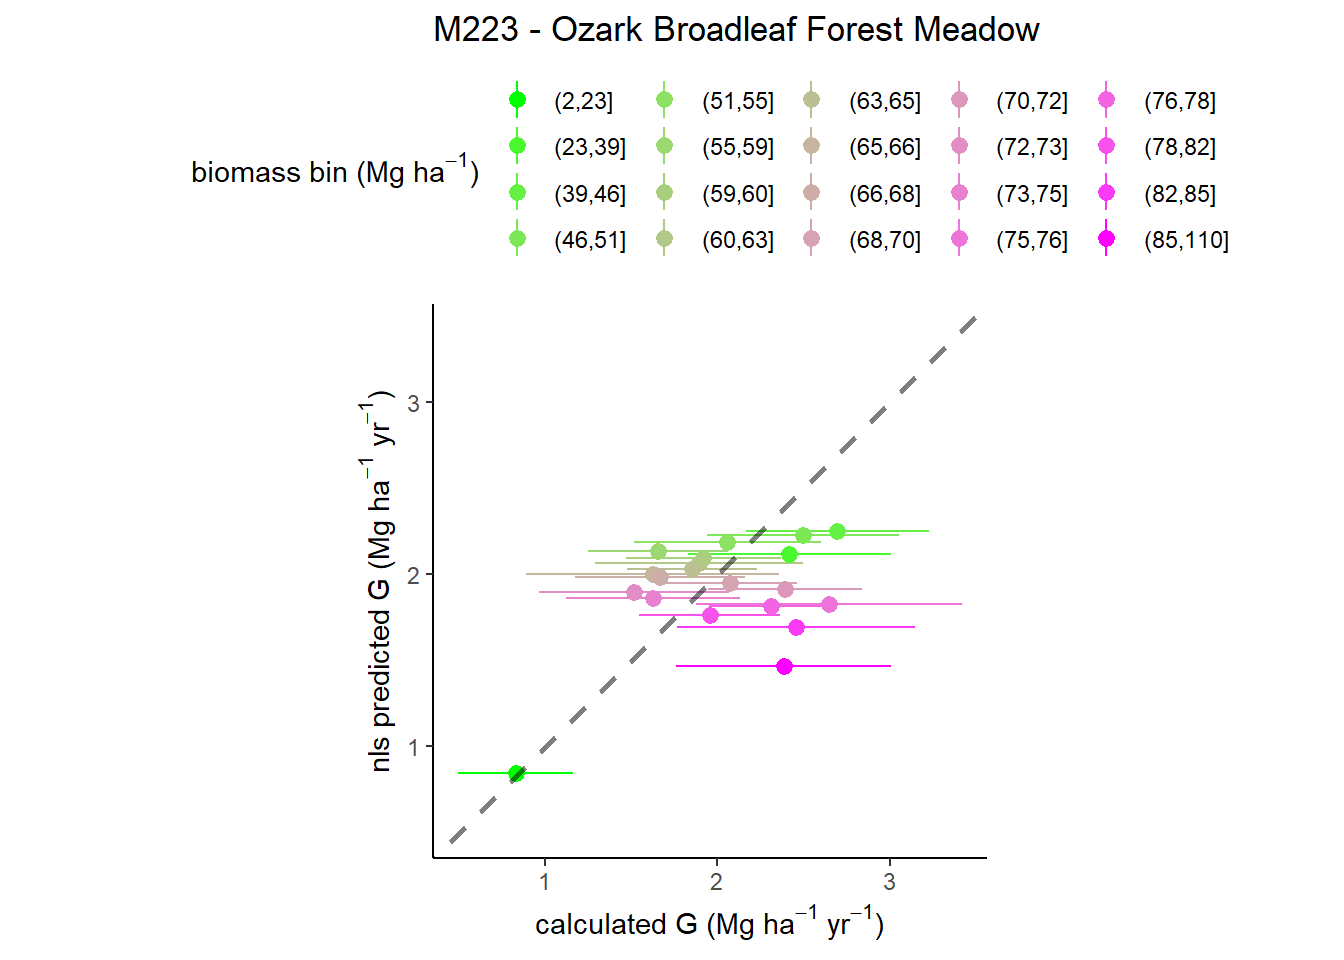 M223 - Ozark Broadleaf Forest Meadow
biomass bin (Mg ha⁻¹)
(2,23] (51,55] (63,65] (70,72] (76,78]
(23,39] (55,59] (65,66] (72,73] (78,82]
(39,46] (59,60] (66,68] (73,75] (82,85]
(46,51] (60,63] (68,70] (75,76] (85,110]
nls predicted G (Mg ha⁻¹ yr⁻¹)
3
2
1
1 2 3
calculated G (Mg ha⁻¹ yr⁻¹)